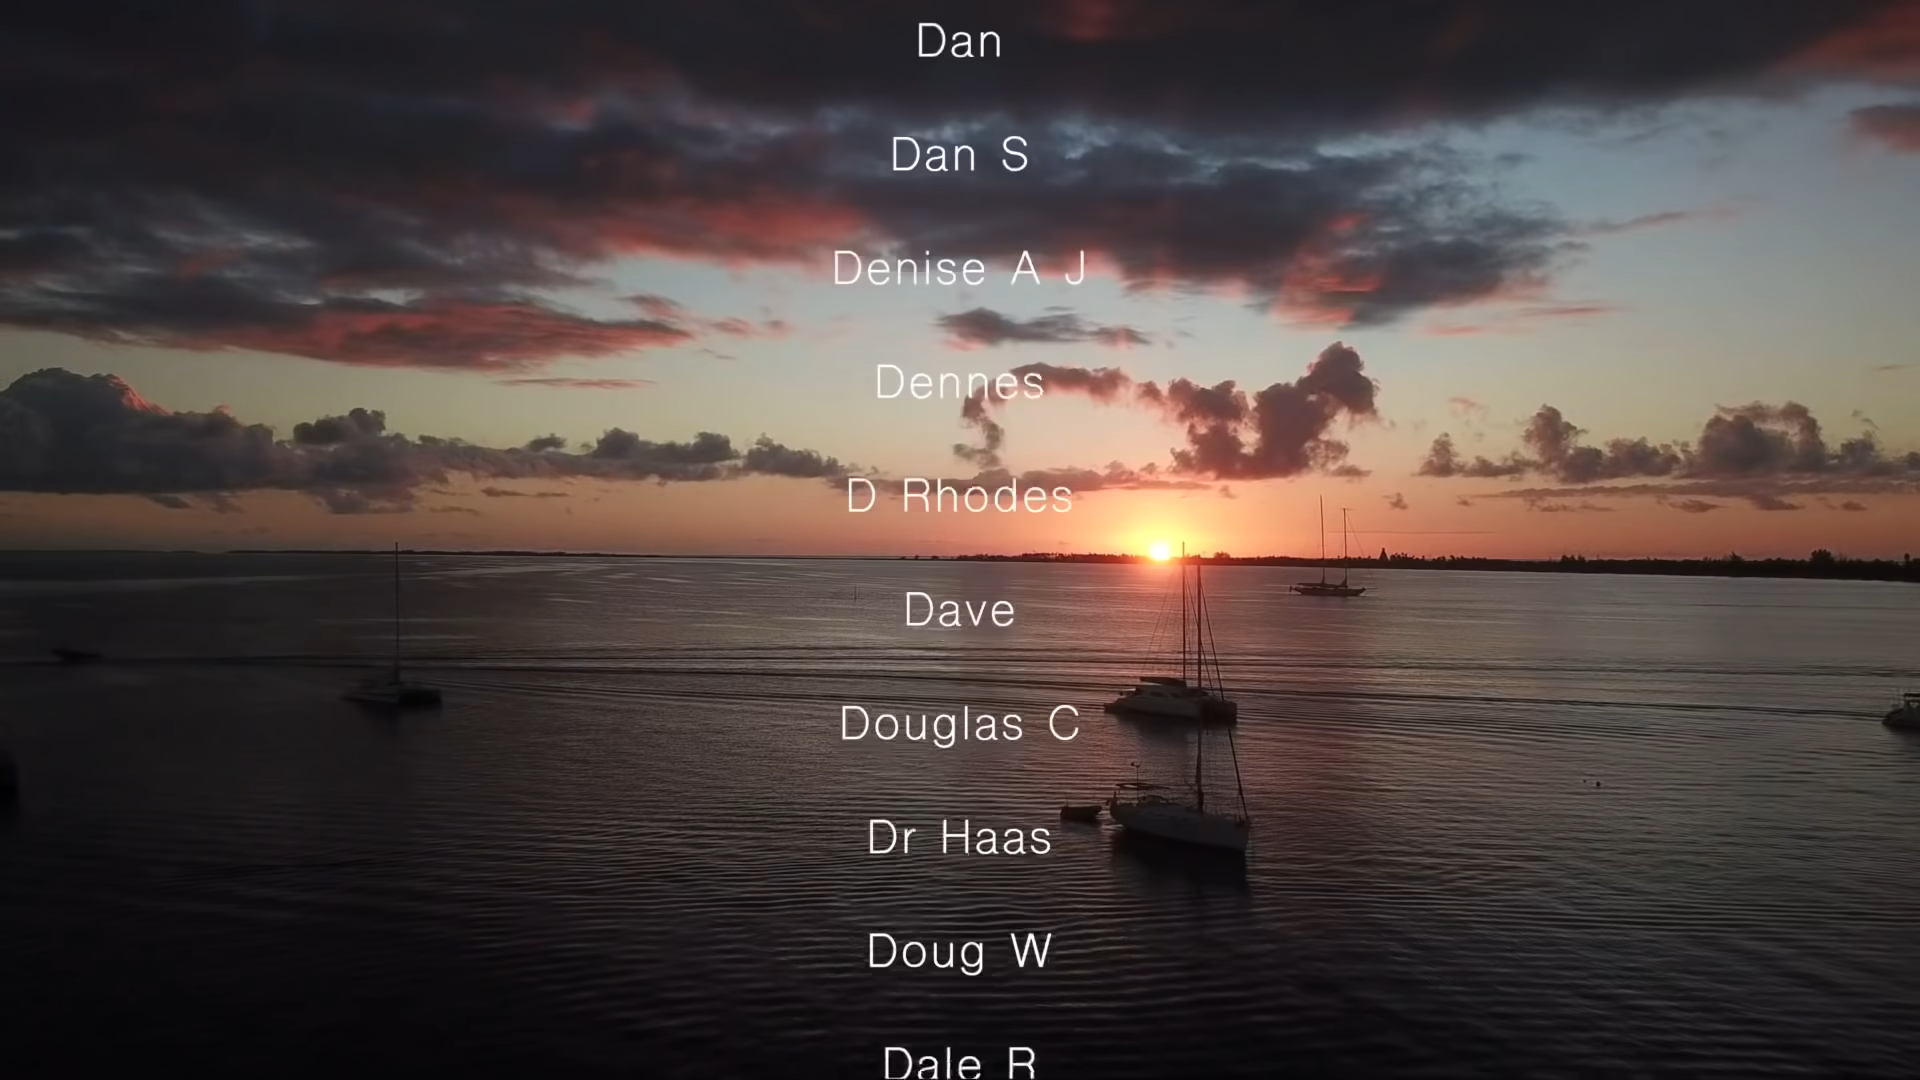 Dan
Dan S
Denise A J
Dennes
D Rhodes
Dave
Douglas C
Dr Haas
Doug W
Dale R